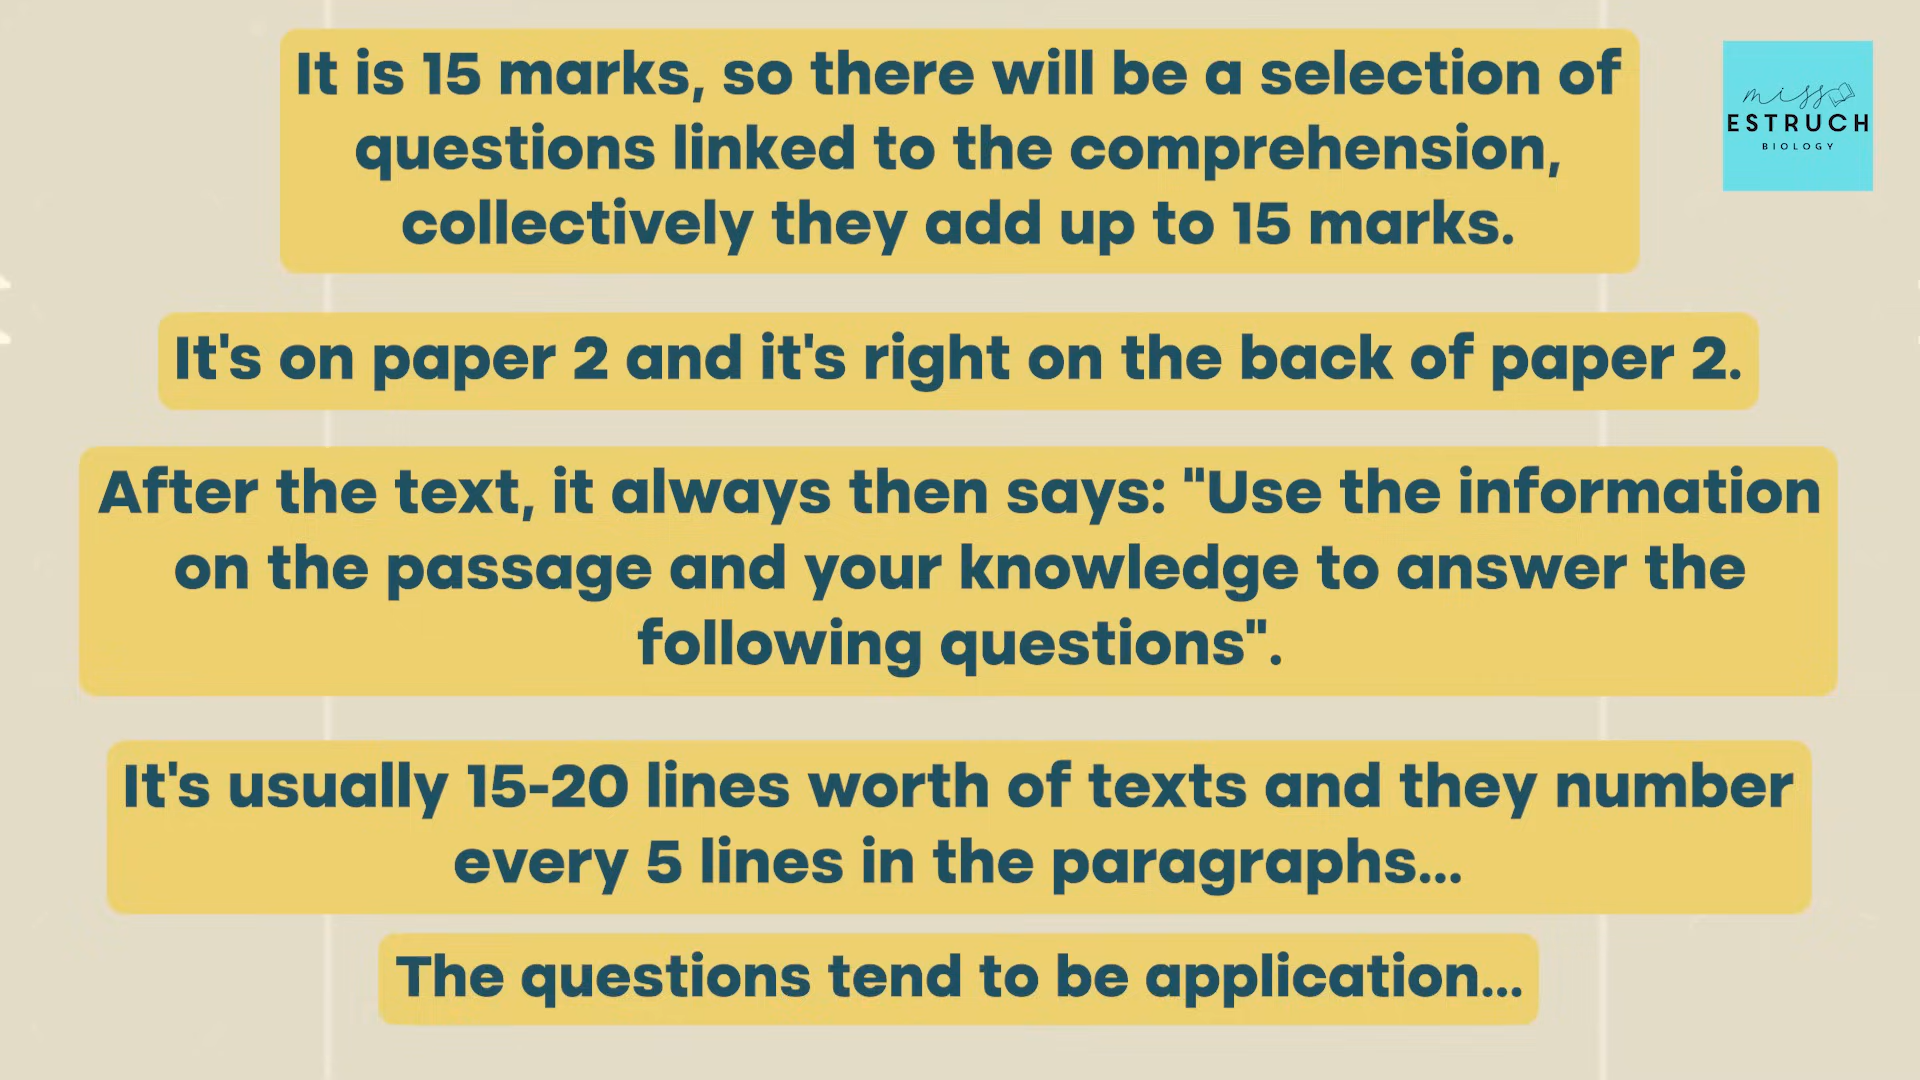 It is 15 marks, so there will be a selection of
questions linked to the comprehension,
collectively they add up to 15 marks.
miss
ESTRUCH
BIOLOGY
It's on paper 2 and it's right on the back of paper 2.
After the text, it always then says: "Use the information
on the passage and your knowledge to answer the
following questions".
It's usually 15-20 lines worth of texts and they number
every 5 lines in the paragraphs...
The questions tend to be application...